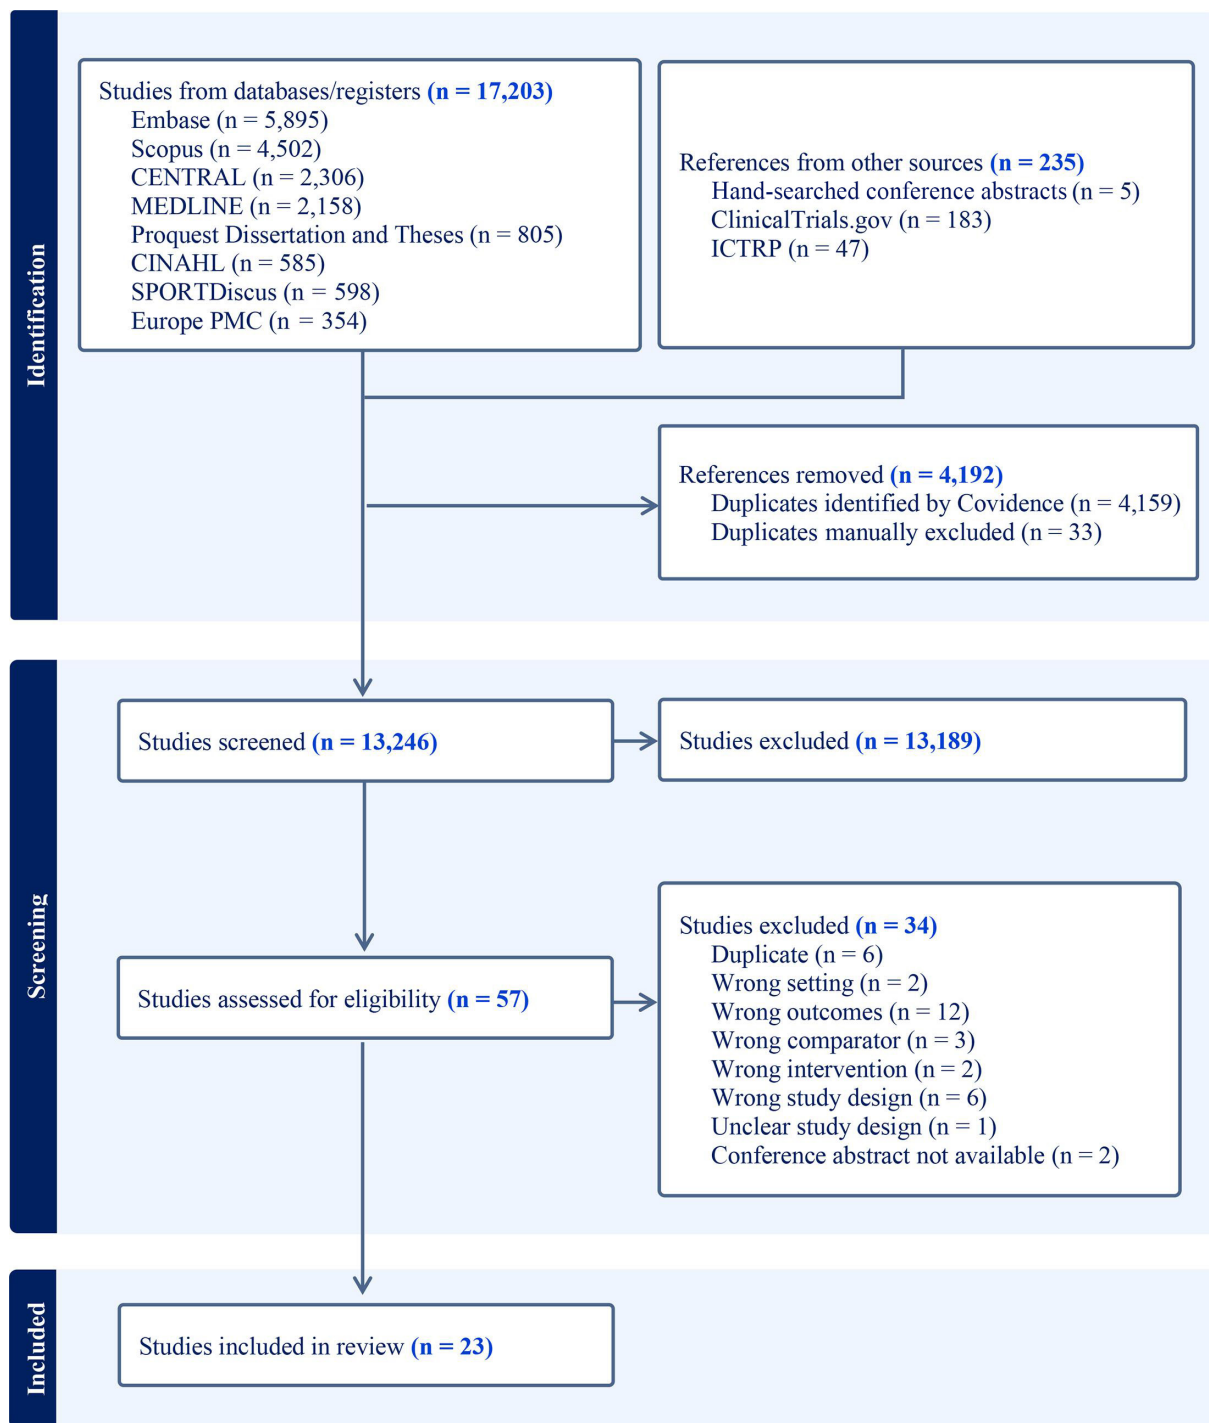 Identification
Studies from databases/registers (n = 17,203)
Embase (n = 5,895)
Scopus (n = 4,502)
CENTRAL (n = 2,306)
MEDLINE (n = 2,158)
Proquest Dissertation and Theses (n = 805)
CINAHL (n = 585)
SPORTDiscus (n = 598)
Europe PMC (n = 354)
References from other sources (n = 235)
Hand-searched conference abstracts (n = 5)
ClinicalTrials.gov (n = 183)
ICTRP (n = 47)
References removed (n = 4,192)
Duplicates identified by Covidence (n = 4,159)
Duplicates manually excluded (n = 33)
Screening
Studies screened (n = 13,246)
Studies excluded (n = 13,189)
Studies assessed for eligibility (n = 57)
Studies excluded (n = 34)
Duplicate (n = 6)
Wrong setting (n = 2)
Wrong outcomes (n = 12)
Wrong comparator (n = 3)
Wrong intervention (n = 2)
Wrong study design (n = 6)
Unclear study design (n = 1)
Conference abstract not available (n = 2)
Included
Studies included in review (n = 23)